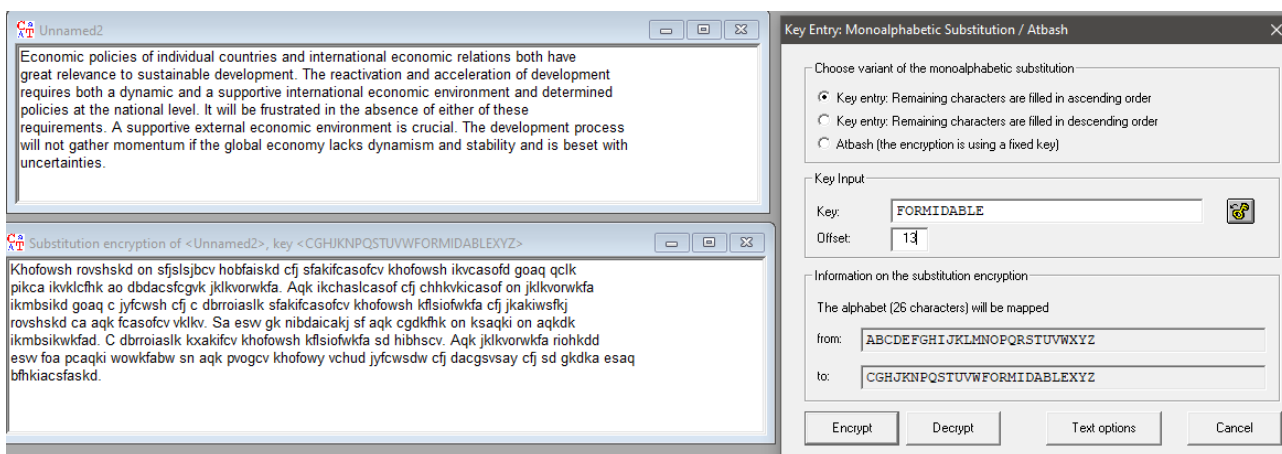 Unnamed2
Economic policies of individual countries and international economic relations both have
great relevance to sustainable development. The reactivation and acceleration of development
requires both a dynamic and a supportive international economic environment and determined
policies at the national level. It will be frustrated in the absence of either of these
requirements. A supportive external economic environment is crucial. The development process
will not gather momentum if the global economy lacks dynamism and stability and is beset with
uncertainties.
Substitution encryption of <Unnamed2>, key <CGHJKNPQSTUVWFORMIDABLEXYZ>
Khofowsh rovshskd on sfjslsjbcv hobfaiskd cfj sfakifcasofcv khofowsh ikvcasofd goaq qclk
pikca ikvklcfhk ao dbdacsfcgvk jklkvorwkfa. Aqk ikchaslcasof cfj chhkvkicasof on jklkvorwkfa
ikmbsikd goaq c jyfcwsh cfj c dbrroiaslk sfakifcasofcv khofowsh kflsiofwkfa cfj jkakiwsfkj
rovshskd ca aqk fcasofcv vklkv. Sa esvv gk nibdaicakj sf aqk cgdkfhk on ksaqki on aqkdk
ikmbsikwkfad. C dbrroiaslk kxakifcv khofowsh kflsiofwkfa sd hibhscv. Aqk jklkvorwkfa riohkdd
esvv foa pcaqki wowkfabw sn aqk pvogcv khofowy vchud jyfcwsdw cfj dacgsvsay cfj sd gkdka esaq
bfhkiacsfaskd.
Key Entry: Monoalphabetic Substitution / Atbash
Choose variant of the monoalphabetic substitution
Key entry: Remaining characters are filled in ascending order
Key entry: Remaining characters are filled in descending order
Atbash (the encryption is using a fixed key)
Key Input
Key: FORMIDABLE
Offset: 13
Information on the substitution encryption
The alphabet (26 characters) will be mapped
from: ABCDEFGHIJKLMNOPQRSTUVWXYZ
to: CGHJKNPQSTUVWFORMIDABLEXYZ
Encrypt Decrypt Text options Cancel